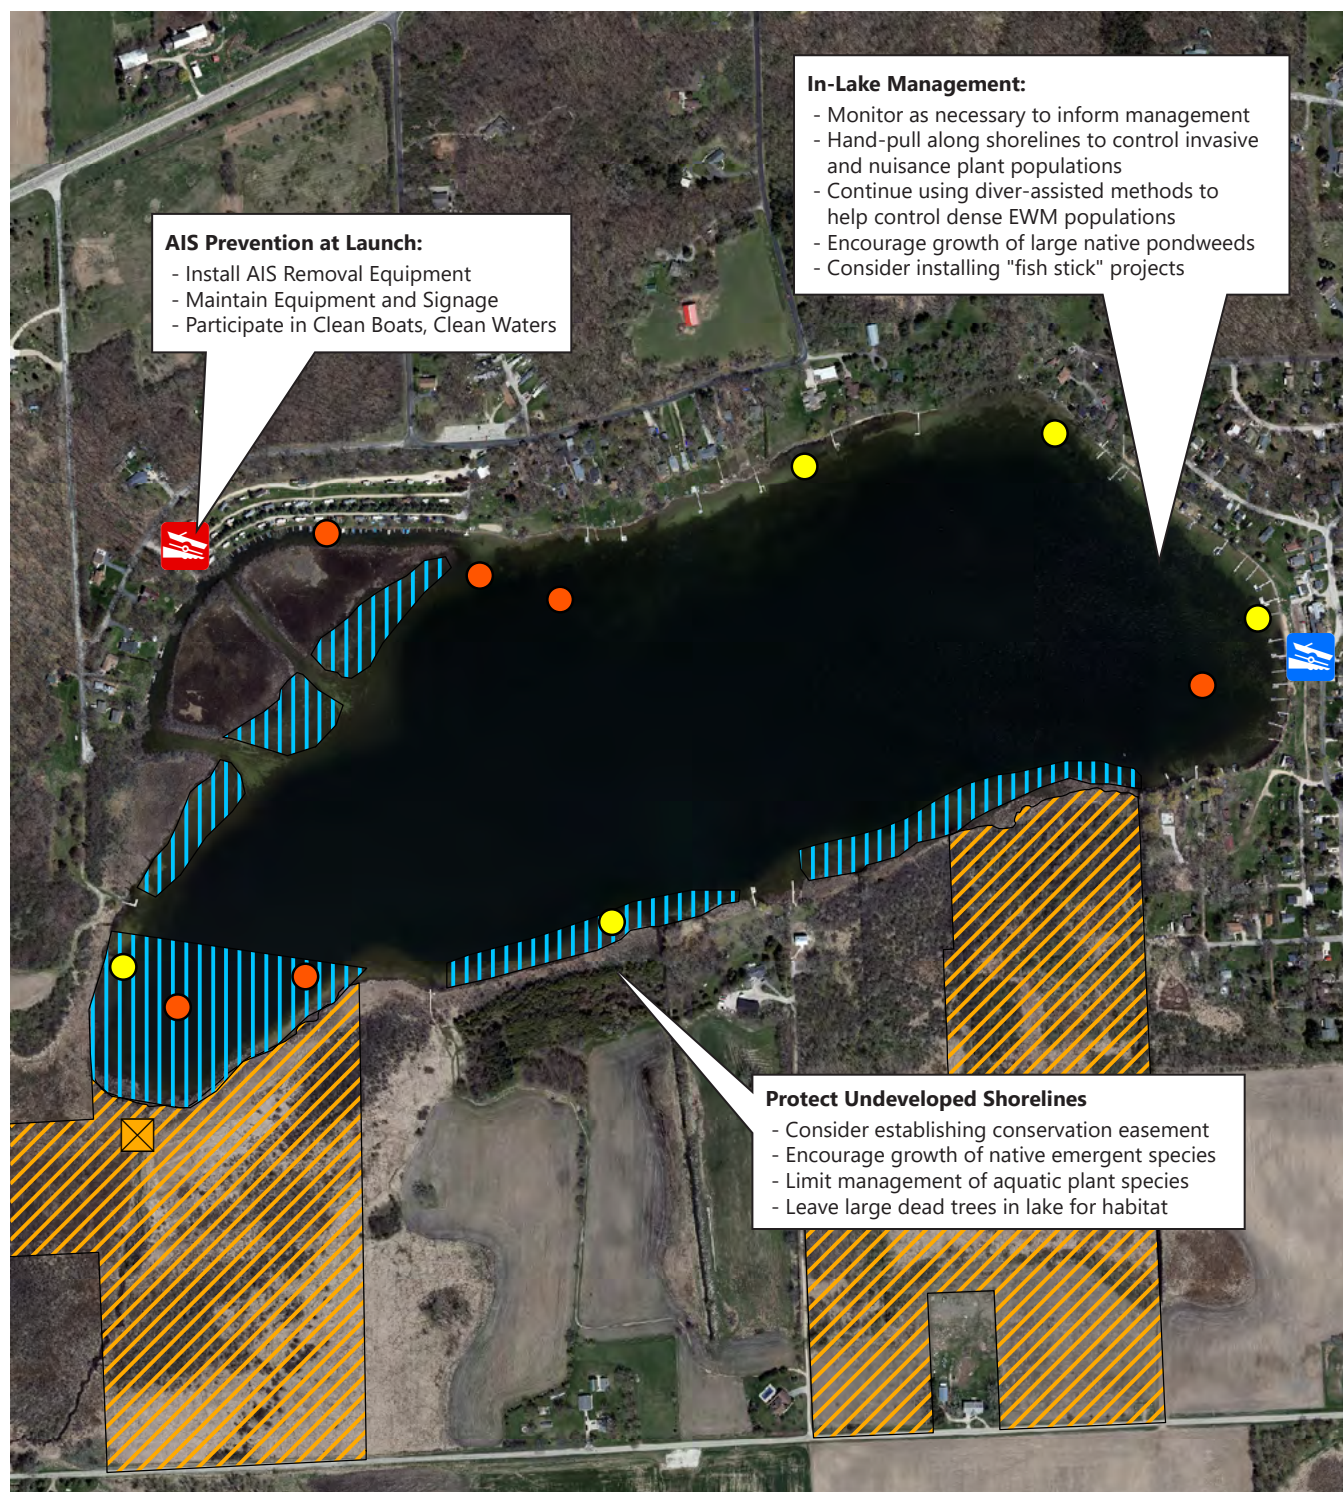 In-Lake Management:
- Monitor as necessary to inform management
- Hand-pull along shorelines to control invasive
and nuisance plant populations
- Continue using diver-assisted methods to
help control dense EWM populations
- Encourage growth of large native pondweeds
- Consider installing "fish stick" projects
AIS Prevention at Launch:
- Install AIS Removal Equipment
- Maintain Equipment and Signage
- Participate in Clean Boats, Clean Waters
Protect Undeveloped Shorelines
- Consider establishing conservation easement
- Encourage growth of native emergent species
- Limit management of aquatic plant species
- Leave large dead trees in lake for habitat